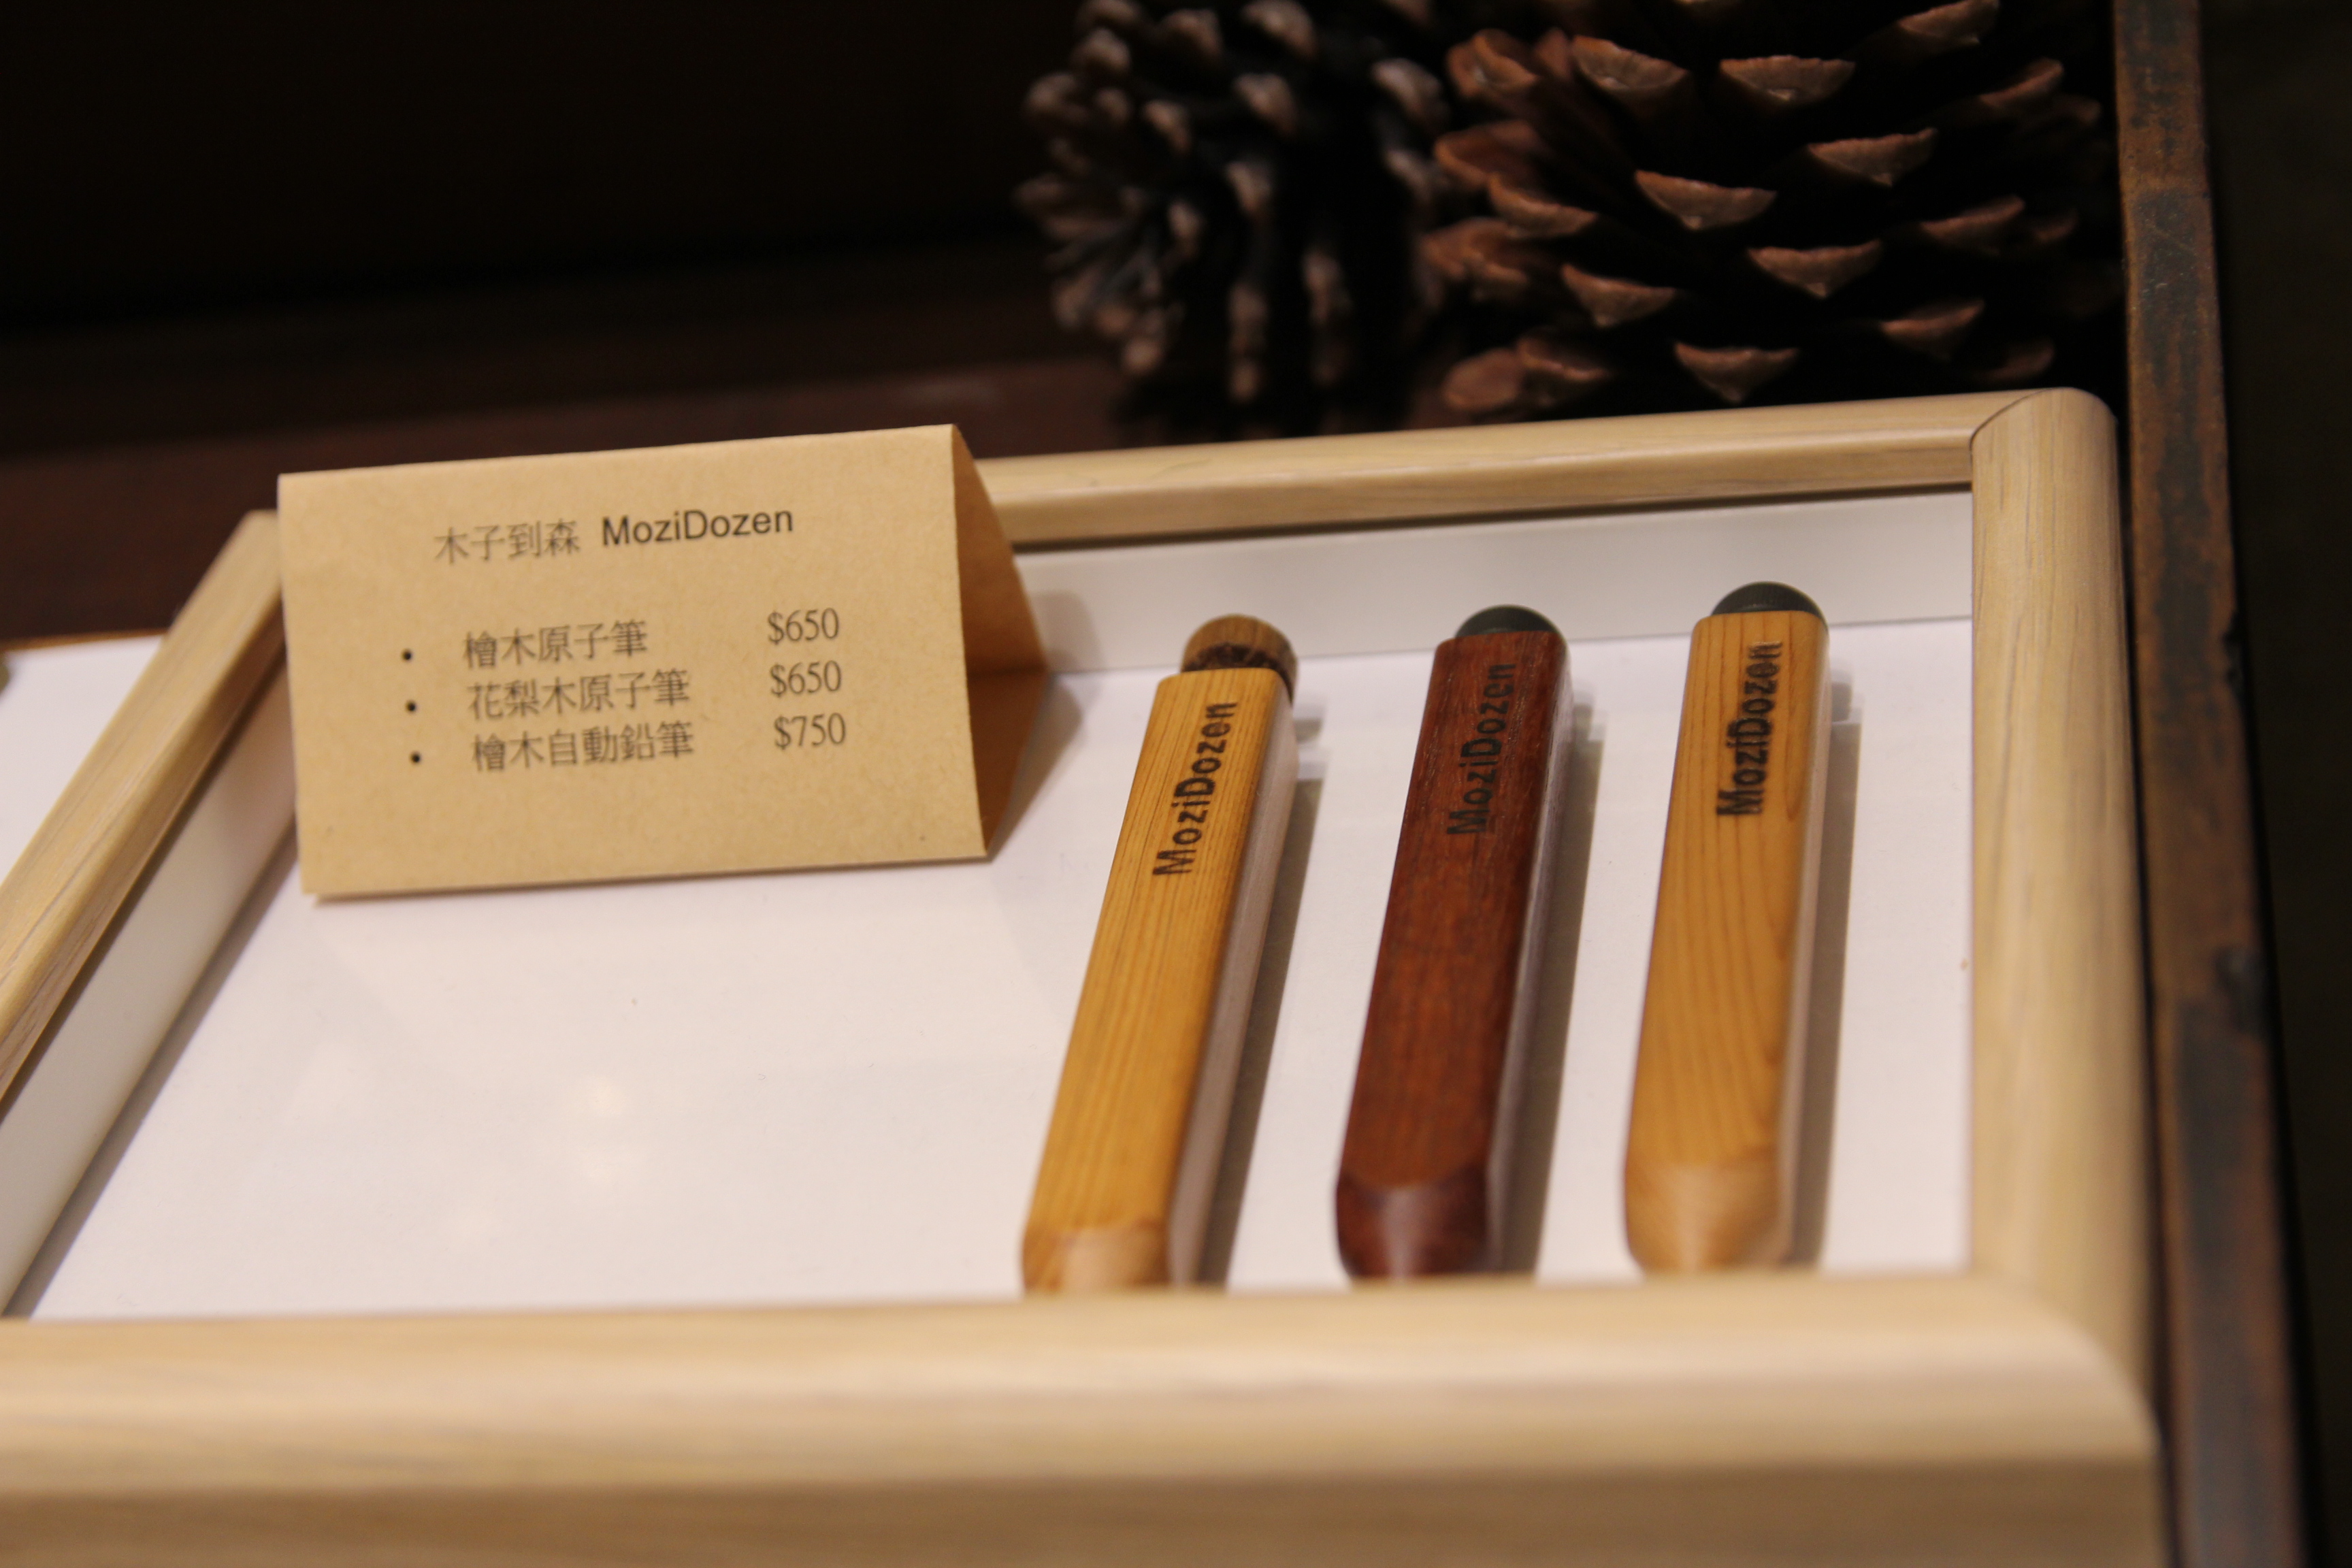 木子到森 MoziDozen
• 檜木原子筆 $650
• 花梨木原子筆 $650
• 檜木自動鉛筆 $750
MoziDozen
MoziDozen
MoziDozen